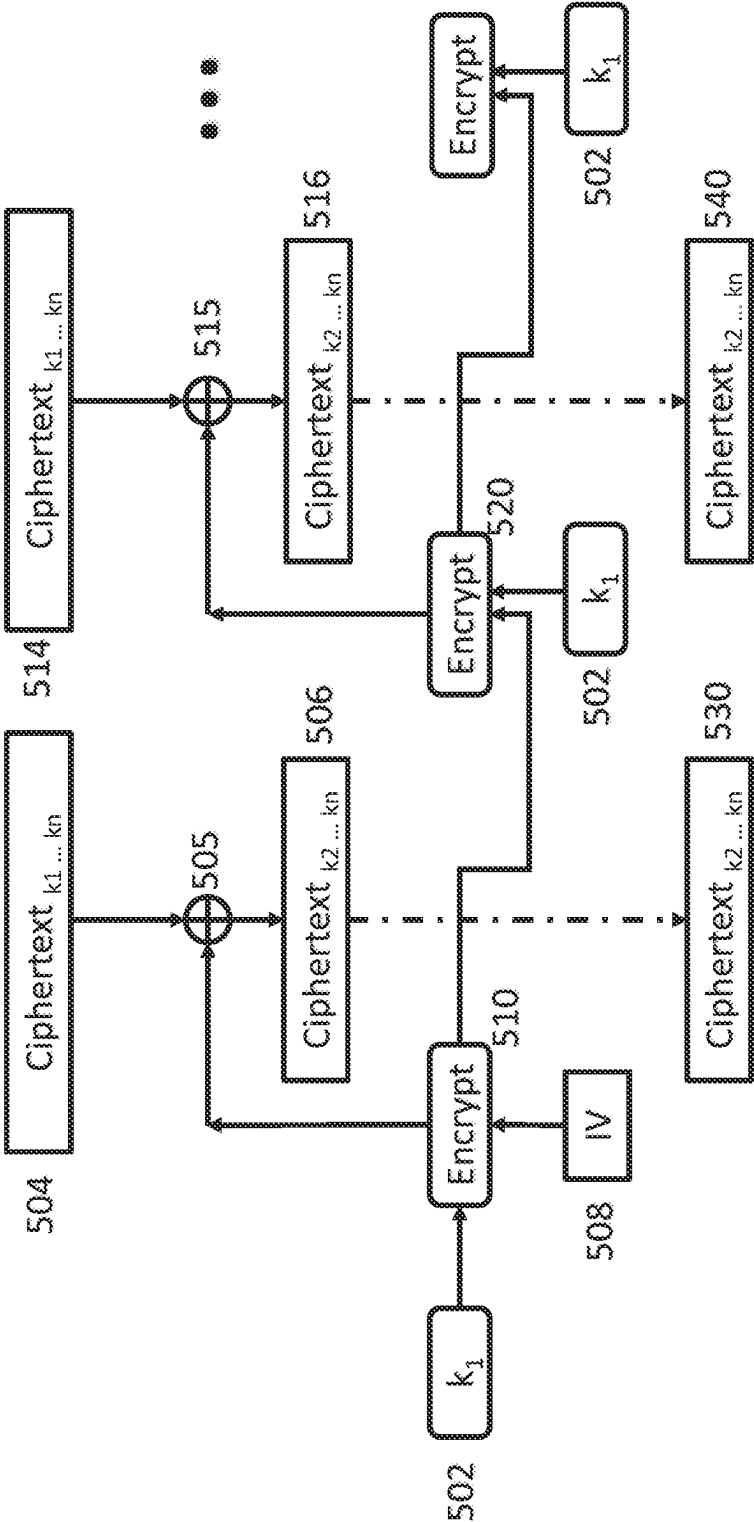 504 Ciphertext k1 ... kn 514 Ciphertext k1 ... kn
505 515 • • •
Ciphertext k2 ... kn 506 Ciphertext k2 ... kn 516
502 k1 Encrypt Encrypt Encrypt
510 520
508 IV 502 k1 502 k1
Ciphertext k2 ... kn 530 Ciphertext k2 ... kn 540